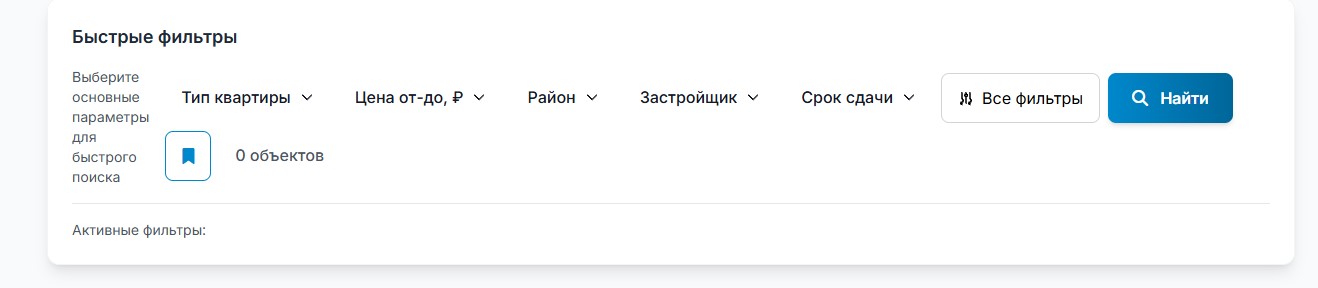 Быстрые фильтры
Выберите
основные
параметры
для
быстрого
поиска
Тип квартиры
Цена от-до, ₽
Район
Застройщик
Срок сдачи
Все фильтры
Найти
0 объектов
Активные фильтры: